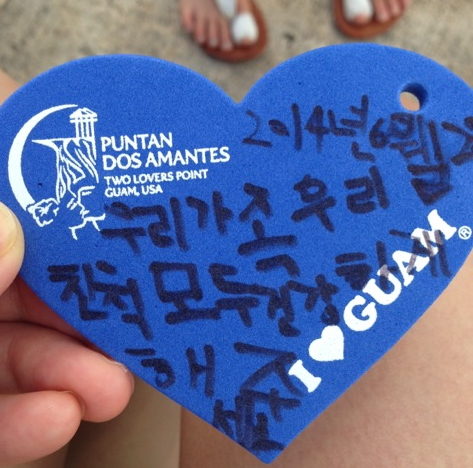 PUNTAN
DOS AMANTES
TWO LOVERS POINT
GUAM, USA
2014년 6월
우리가족 우리
친척 모두 건강하게
해주
세요
I GUAM®